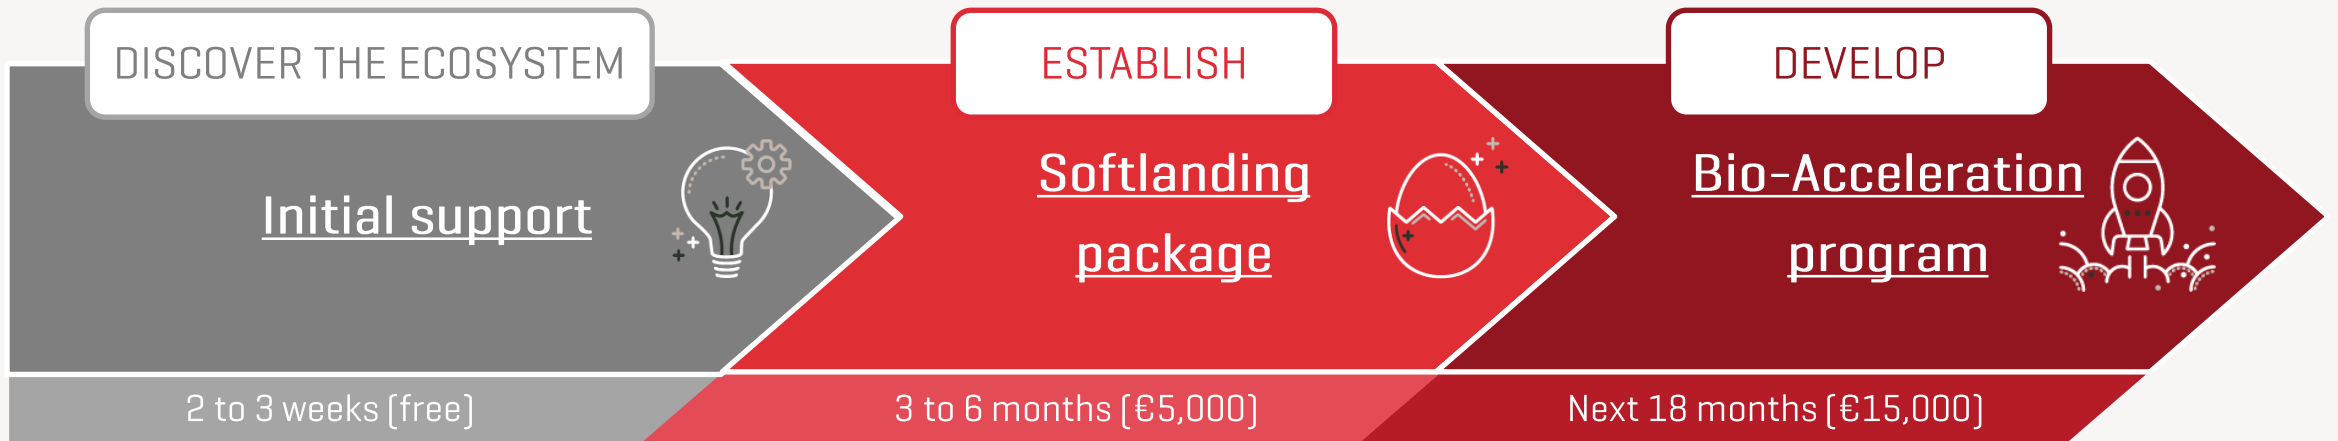 DISCOVER THE ECOSYSTEM
Initial support
2 to 3 weeks (free)
ESTABLISH
Softlanding
package
3 to 6 months (€5,000)
DEVELOP
Bio-Acceleration
program
Next 18 months (€15,000)